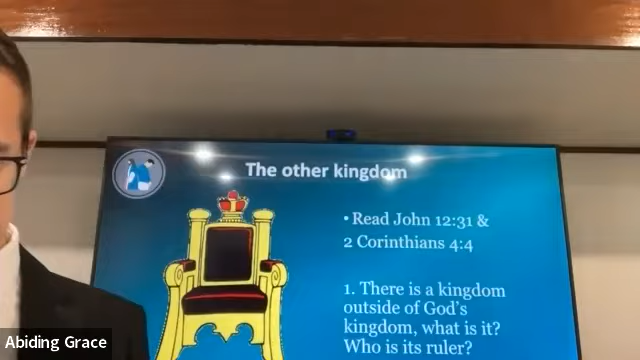 The other kingdom
• Read John 12:31 &
2 Corinthians 4:4
1. There is a kingdom
outside of God's
kingdom, what is it?
Who is its ruler?
Abiding Grace